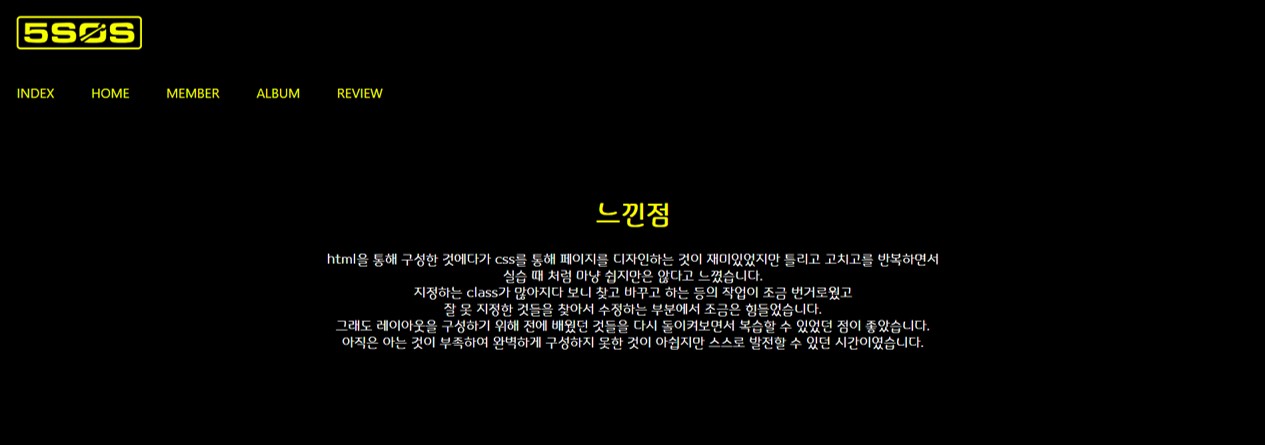 5SOS
INDEX HOME MEMBER ALBUM REVIEW
느낀점
html을 통해 구성한 것에다가 css를 통해 페이지를 디자인하는 것이 재미있었지만 틀리고 고치고를 반복하면서
실습 때 처럼 마냥 쉽지만은 않다고 느꼈습니다.
지정하는 class가 많아지다 보니 찾고 바꾸고 하는 등의 작업이 조금 번거로웠고
잘 못 지정한 것들을 찾아서 수정하는 부분에서 조금은 힘들었습니다.
그래도 레이아웃을 구성하기 위해 전에 배웠던 것들을 다시 돌이켜보면서 복습할 수 있었던 점이 좋았습니다.
아직은 아는 것이 부족하여 완벽하게 구성하지 못한 것이 아쉽지만 스스로 발전할 수 있던 시간이였습니다.